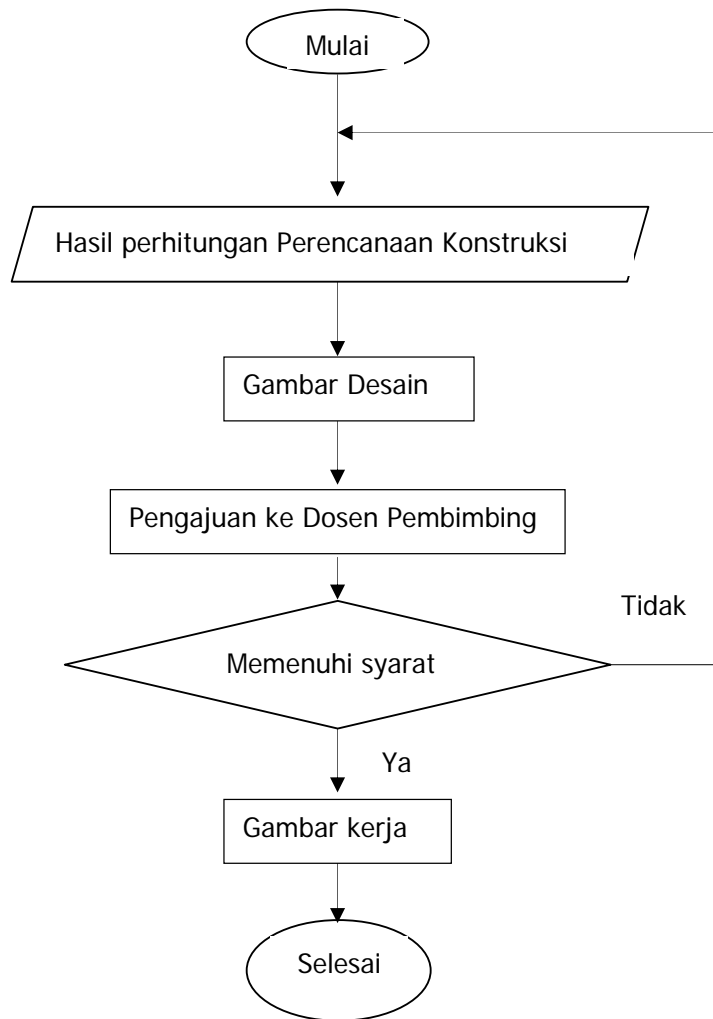 Mulai
Hasil perhitungan Perencanaan Konstruksi
Gambar Desain
Pengajuan ke Dosen Pembimbing
Tidak
Memenuhi syarat
Ya
Gambar kerja
Selesai